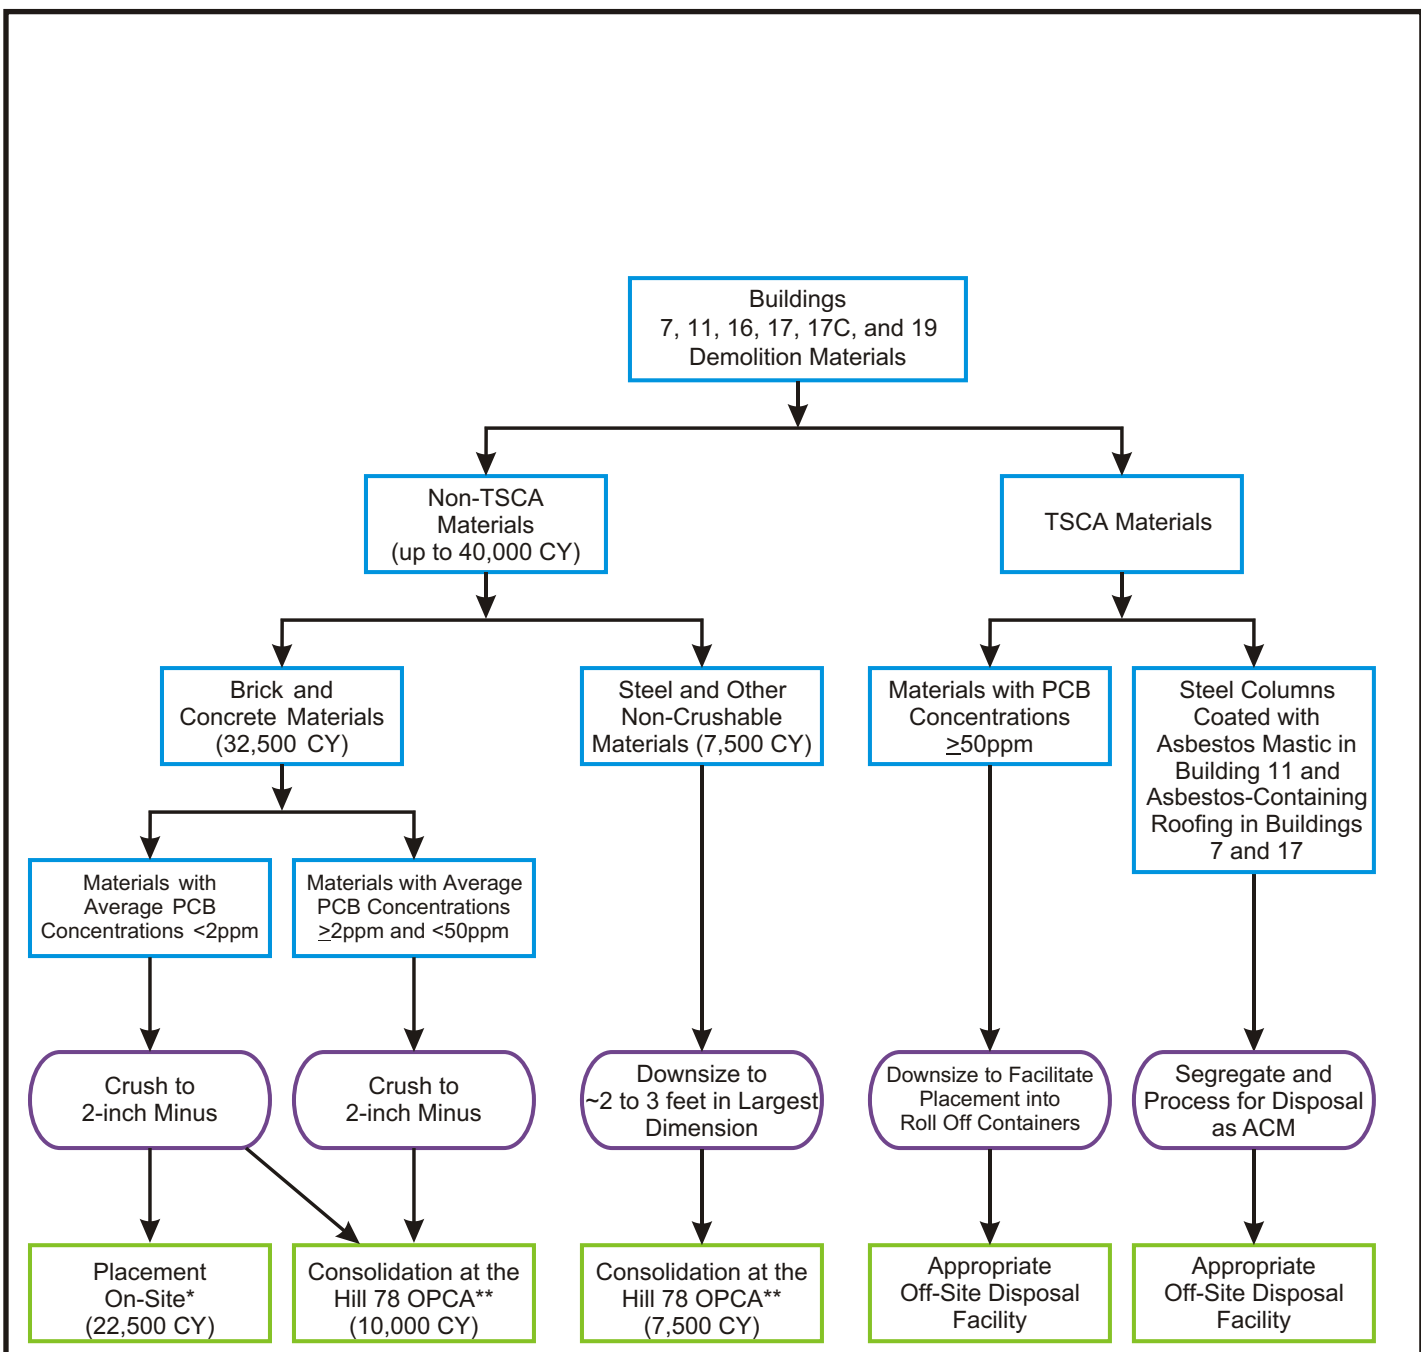 Buildings
7, 11, 16, 17, 17C, and 19
Demolition Materials
Non-TSCA
Materials
(up to 40,000 CY)
TSCA Materials
Brick and
Concrete Materials
(32,500 CY)
Steel and Other
Non-Crushable
Materials (7,500 CY)
Materials with PCB
Concentrations
≥50ppm
Steel Columns
Coated with
Asbestos Mastic in
Building 11 and
Asbestos-Containing
Roofing in Buildings
7 and 17
Materials with
Average PCB
Concentrations <2ppm
Materials with Average
PCB Concentrations
≥2ppm and <50ppm
Crush to
2-inch Minus
Crush to
2-inch Minus
Downsize to
~2 to 3 feet in Largest
Dimension
Downsize to Facilitate
Placement into
Roll Off Containers
Segregate and
Process for Disposal
as ACM
Placement
On-Site*
(22,500 CY)
Consolidation at the
Hill 78 OPCA**
(10,000 CY)
Consolidation at the
Hill 78 OPCA**
(7,500 CY)
Appropriate
Off-Site Disposal
Facility
Appropriate
Off-Site Disposal
Facility